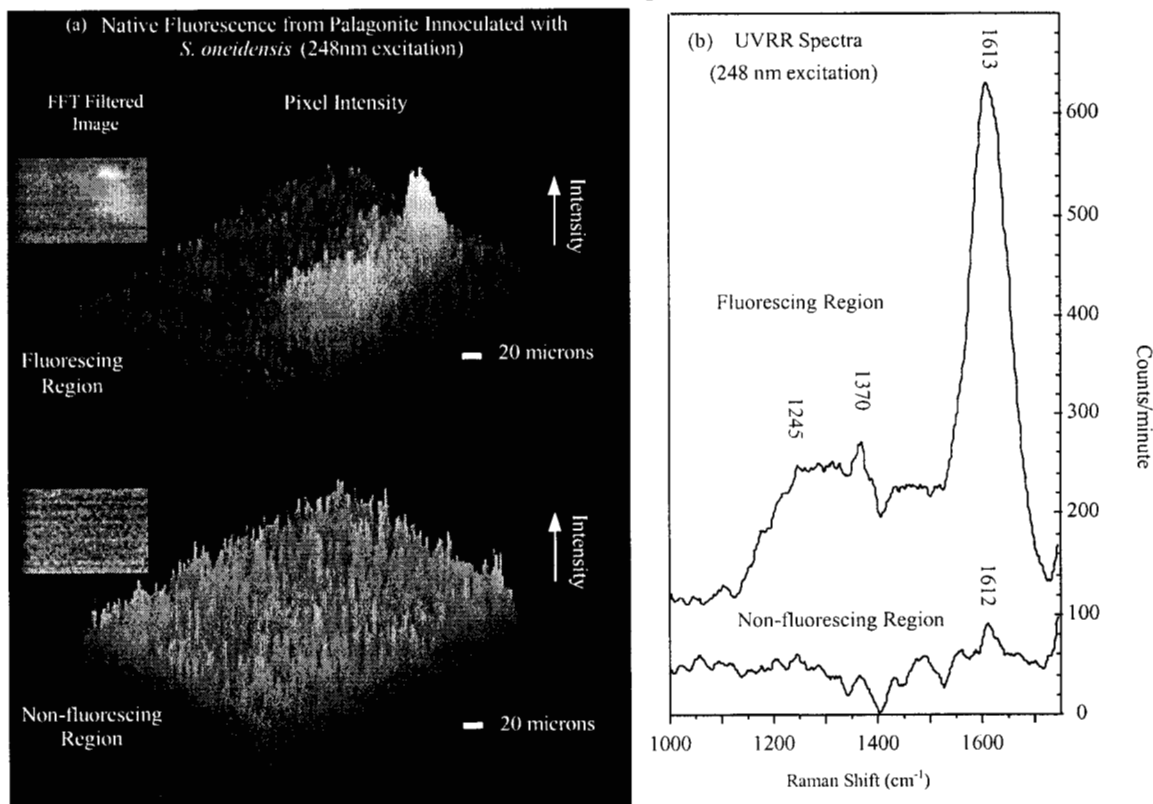 (a) Native Fluorescence from Palagonite Innoculated with
S. oneidensis (248nm excitation)
FFT Filtered
Image
Pixel Intensity
Intensity
Fluorescing
Region
20 microns
Intensity
Non-fluorescing
Region
20 microns
(b) UVRR Spectra
(248 nm excitation)
1613
600
500
Fluorescing Region
400
1370
1245
300
Counts/minute
200
1612
100
Non-fluorescing Region
0
1000
1200
1400
1600
Raman Shift (cm⁻¹)